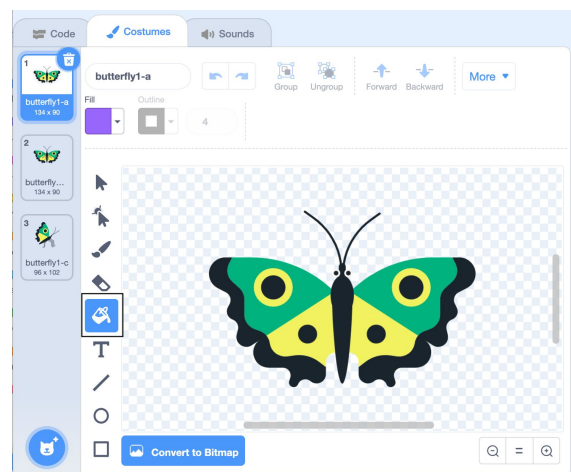 Code Costumes Sounds
1
butterfly1-a
134 x 90
2
butterfly...
134 x 90
3
butterfly1-c
96 x 102
butterfly1-a
Group Ungroup Forward Backward
More
Fill Outline
4
T
Convert to Bitmap
=